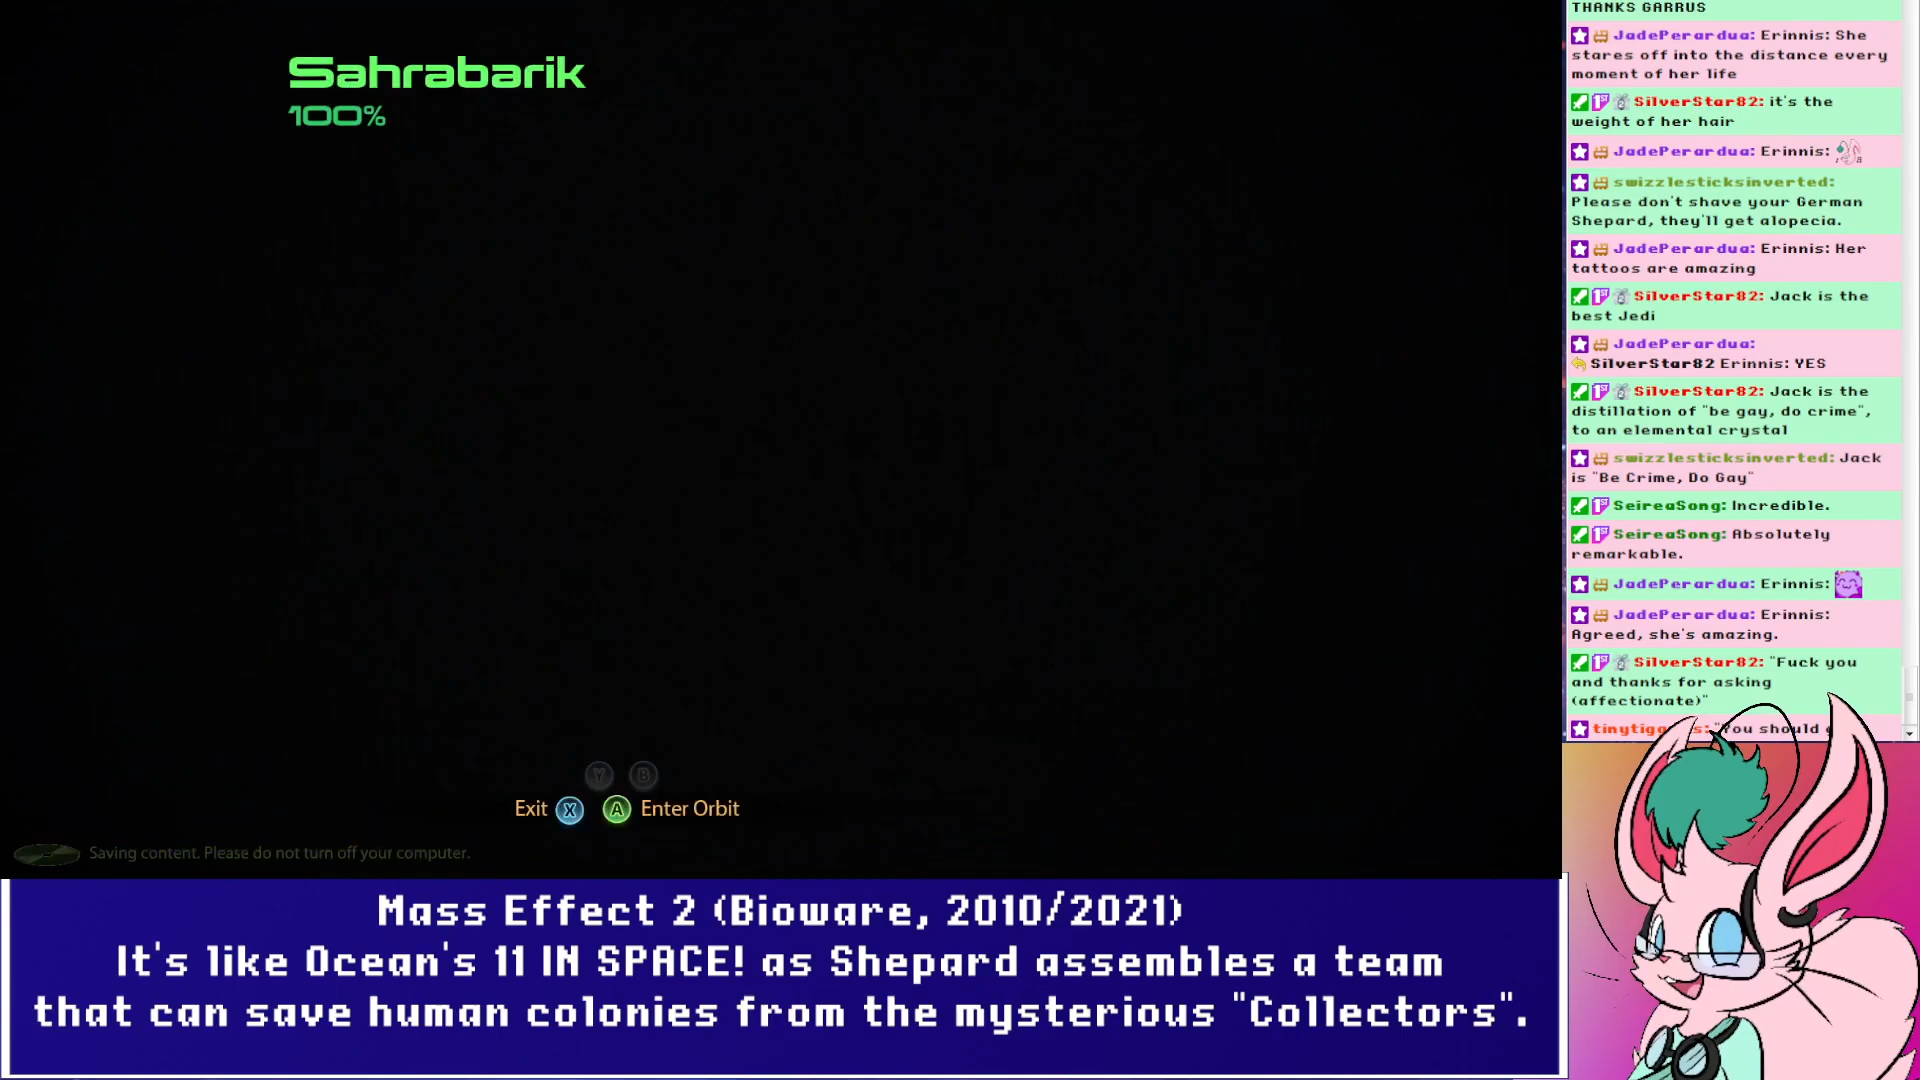 Sahrabarik
100%
Y B
Exit X A Enter Orbit
Saving content. Please do not turn off your computer.
Mass Effect 2 (Bioware, 2010/2021)
It's like Ocean's 11 IN SPACE! as Shepard assembles a team
that can save human colonies from the mysterious "Collectors".
THANKS GARRUS
JadePerardua: Erinnis: She
stares off into the distance every
moment of her life
SilverStar82: it's the
weight of her hair
JadePerardua: Erinnis:
swizzlesticksinverted:
Please don't shave your German
Shepard, they'll get alopecia.
JadePerardua: Erinnis: Her
tattoos are amazing
SilverStar82: Jack is the
best Jedi
JadePerardua:
SilverStar82 Erinnis: YES
SilverStar82: Jack is the
distillation of "be gay, do crime",
to an elemental crystal
swizzlesticksinverted: Jack
is "Be Crime, Do Gay"
SeireaSong: Incredible.
SeireaSong: Absolutely
remarkable.
JadePerardua: Erinnis:
JadePerardua: Erinnis:
Agreed, she's amazing.
SilverStar82: "Fuck you
and thanks for asking
(affectionate)"
"You should